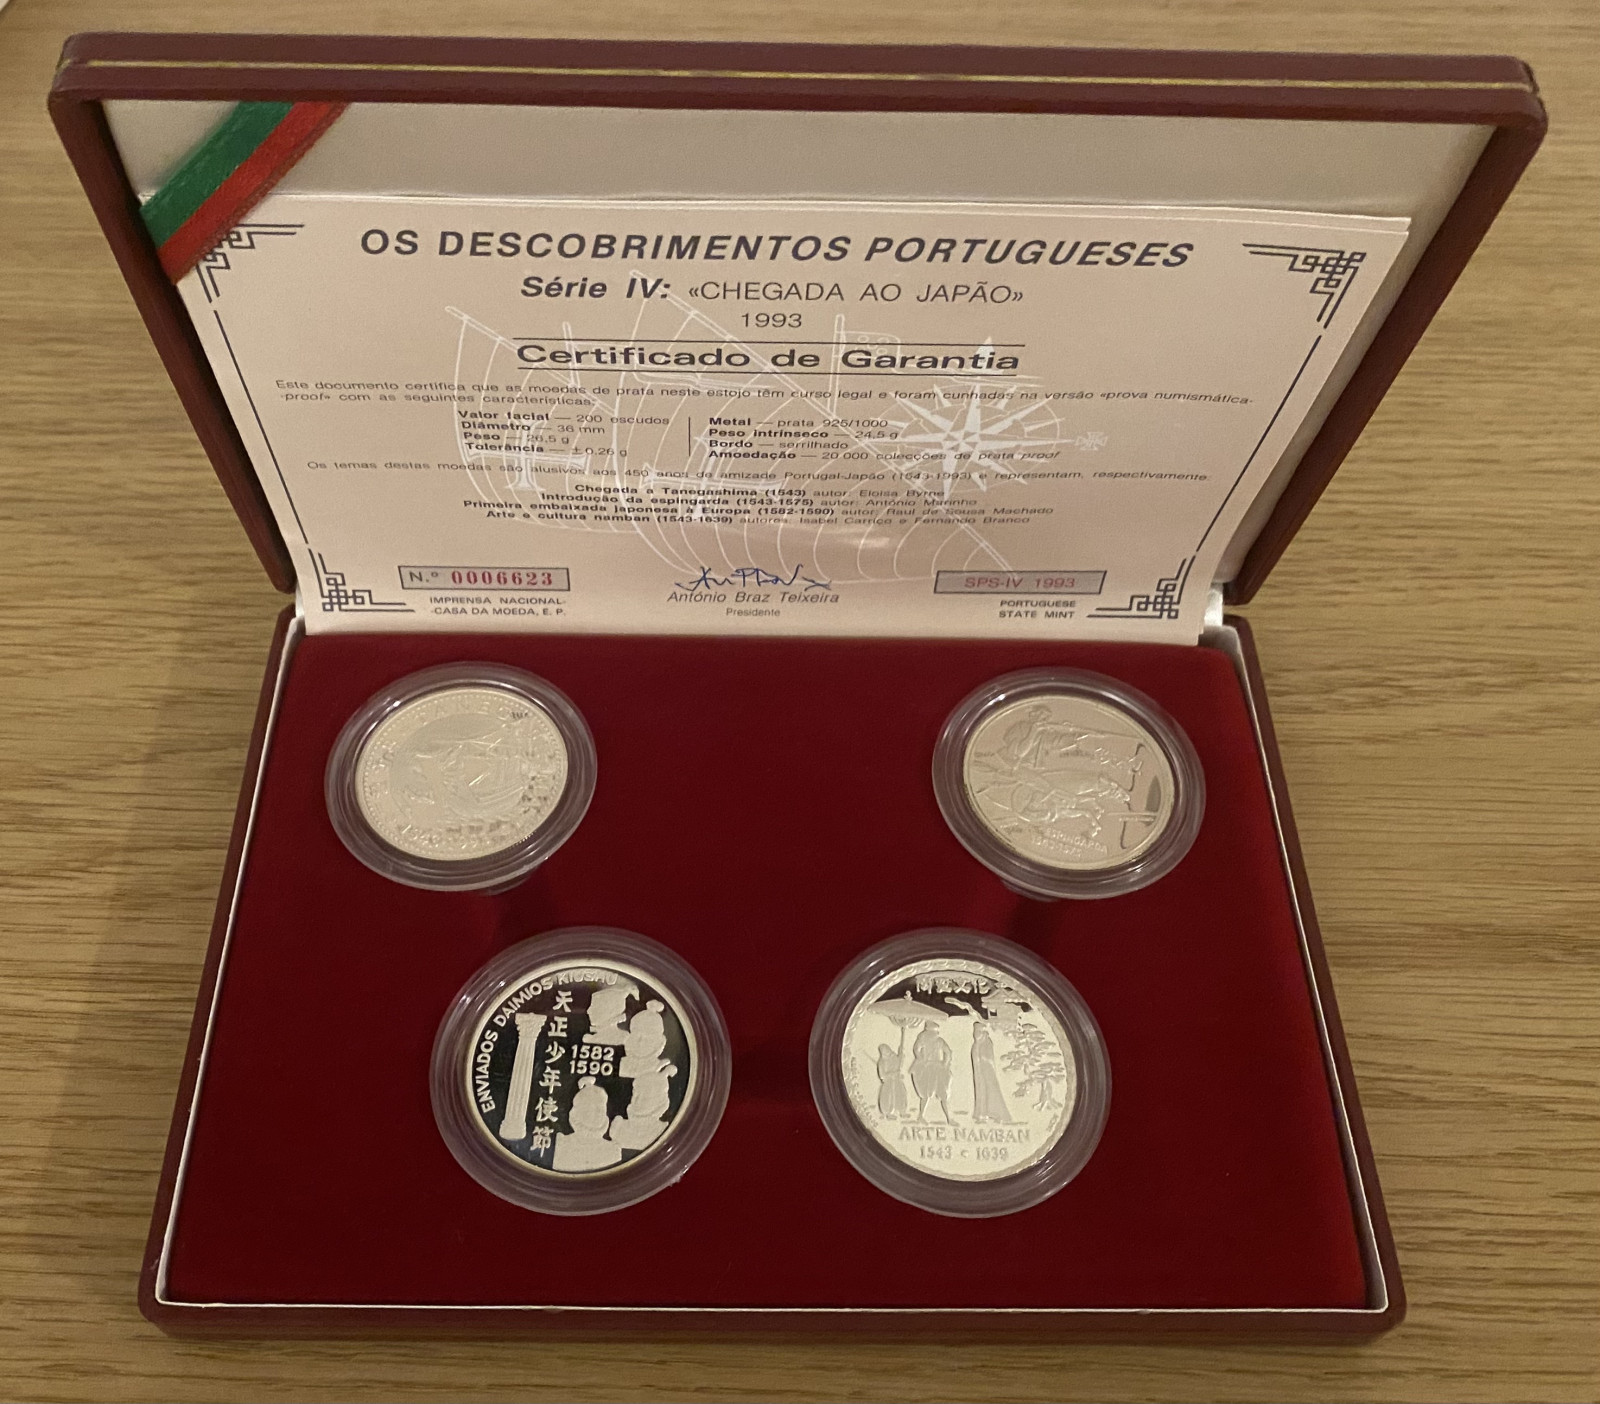 OS DESCOBRIMENTOS PORTUGUESES
Série IV: «CHEGADA AO JAPÃO»
1993
Certificado de Garantia
Este documento certifica que as moedas de prata neste estojo têm curso legal e foram cunhadas na versão «prova numismática-
-proof» com as seguintes características:
Valor facial — 200 escudos
Diâmetro — 36 mm
Peso — 26,5 g
Tolerância — ± 0,26 g
Metal — prata 925/1000
Peso intrínseco — 24,5 g
Bordo — serrilhado
Amoedação — 20 000 colecções de prata proof
Os temas destas moedas são alusivos aos 450 anos de amizade Portugal-Japão (1543-1993) e representam, respectivamente:
Chegada a Tanegashima (1543) autor: Eloisa Byrne
Introdução da espingarda (1543-1575) autor: António Marinho
Primeira embaixada japonesa à Europa (1582-1590) autor: Raul de Sousa Machado
Arte e cultura namban (1543-1639) autores: Isabel Carriço e Fernando Branco
N.º 0006623
IMPRENSA NACIONAL-
-CASA DA MOEDA, E. P.
António Braz Teixeira
Presidente
SPS-IV 1993
PORTUGUESE
STATE MINT
ESPINGARDA
ENVIADOS DAIMIOS KIUSHU
天正少年使節
1582
1590
ARTE NAMBAN
1543 1639